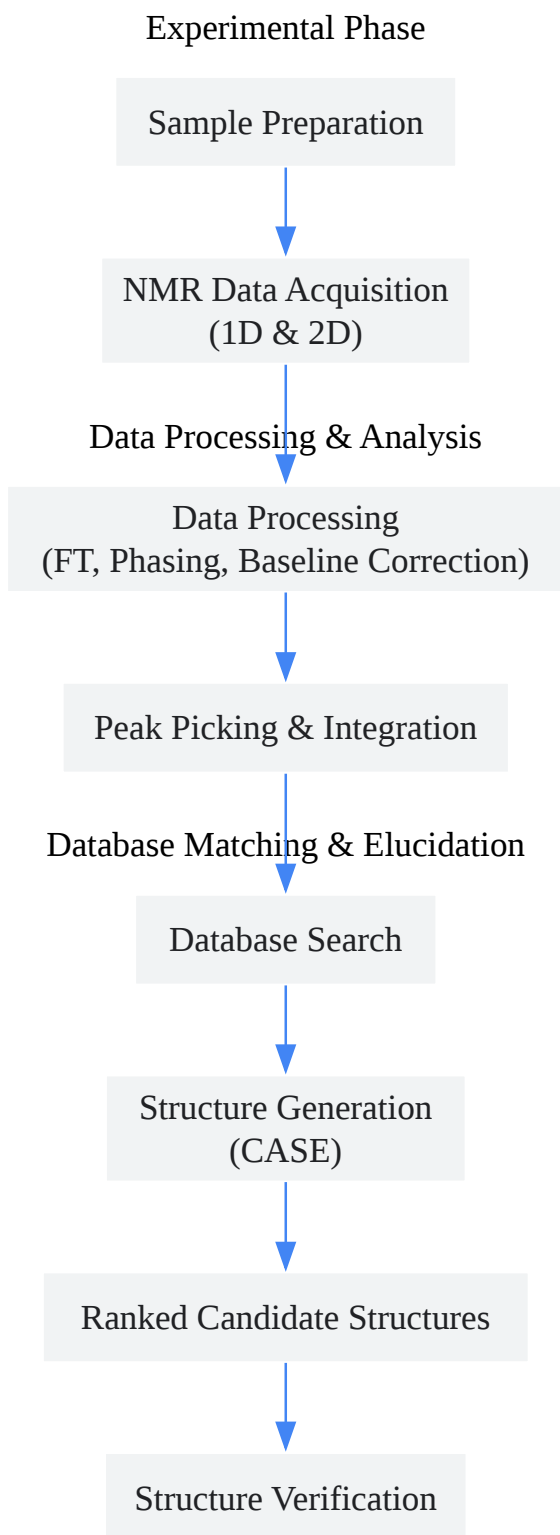 Experimental Phase
Sample Preparation
NMR Data Acquisition
(1D & 2D)
Data Processing & Analysis
Data Processing
(FT, Phasing, Baseline Correction)
Peak Picking & Integration
Database Matching & Elucidation
Database Search
Structure Generation
(CASE)
Ranked Candidate Structures
Structure Verification